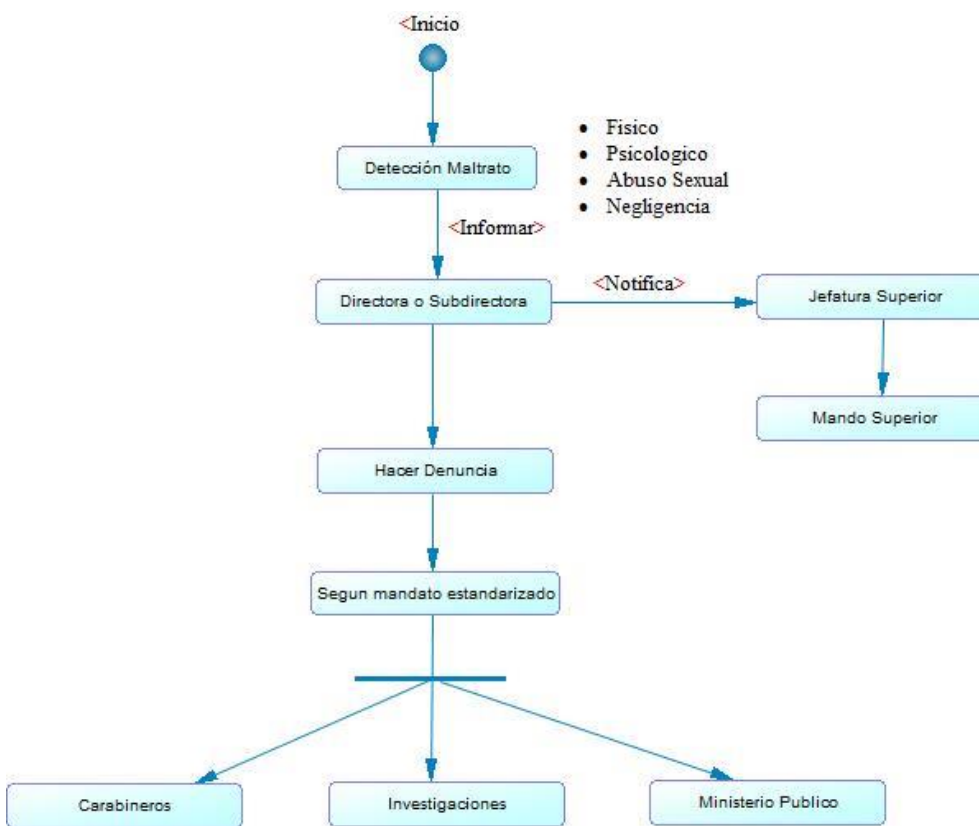 <Inicio
Detección Maltrato
• Fisico
• Psicologico
• Abuso Sexual
• Negligencia
<Informar>
Directora o Subdirectora
<Notifica>
Jefatura Superior
Mando Superior
Hacer Denuncia
Segun mandato estandarizado
Carabineros
Investigaciones
Ministerio Publico